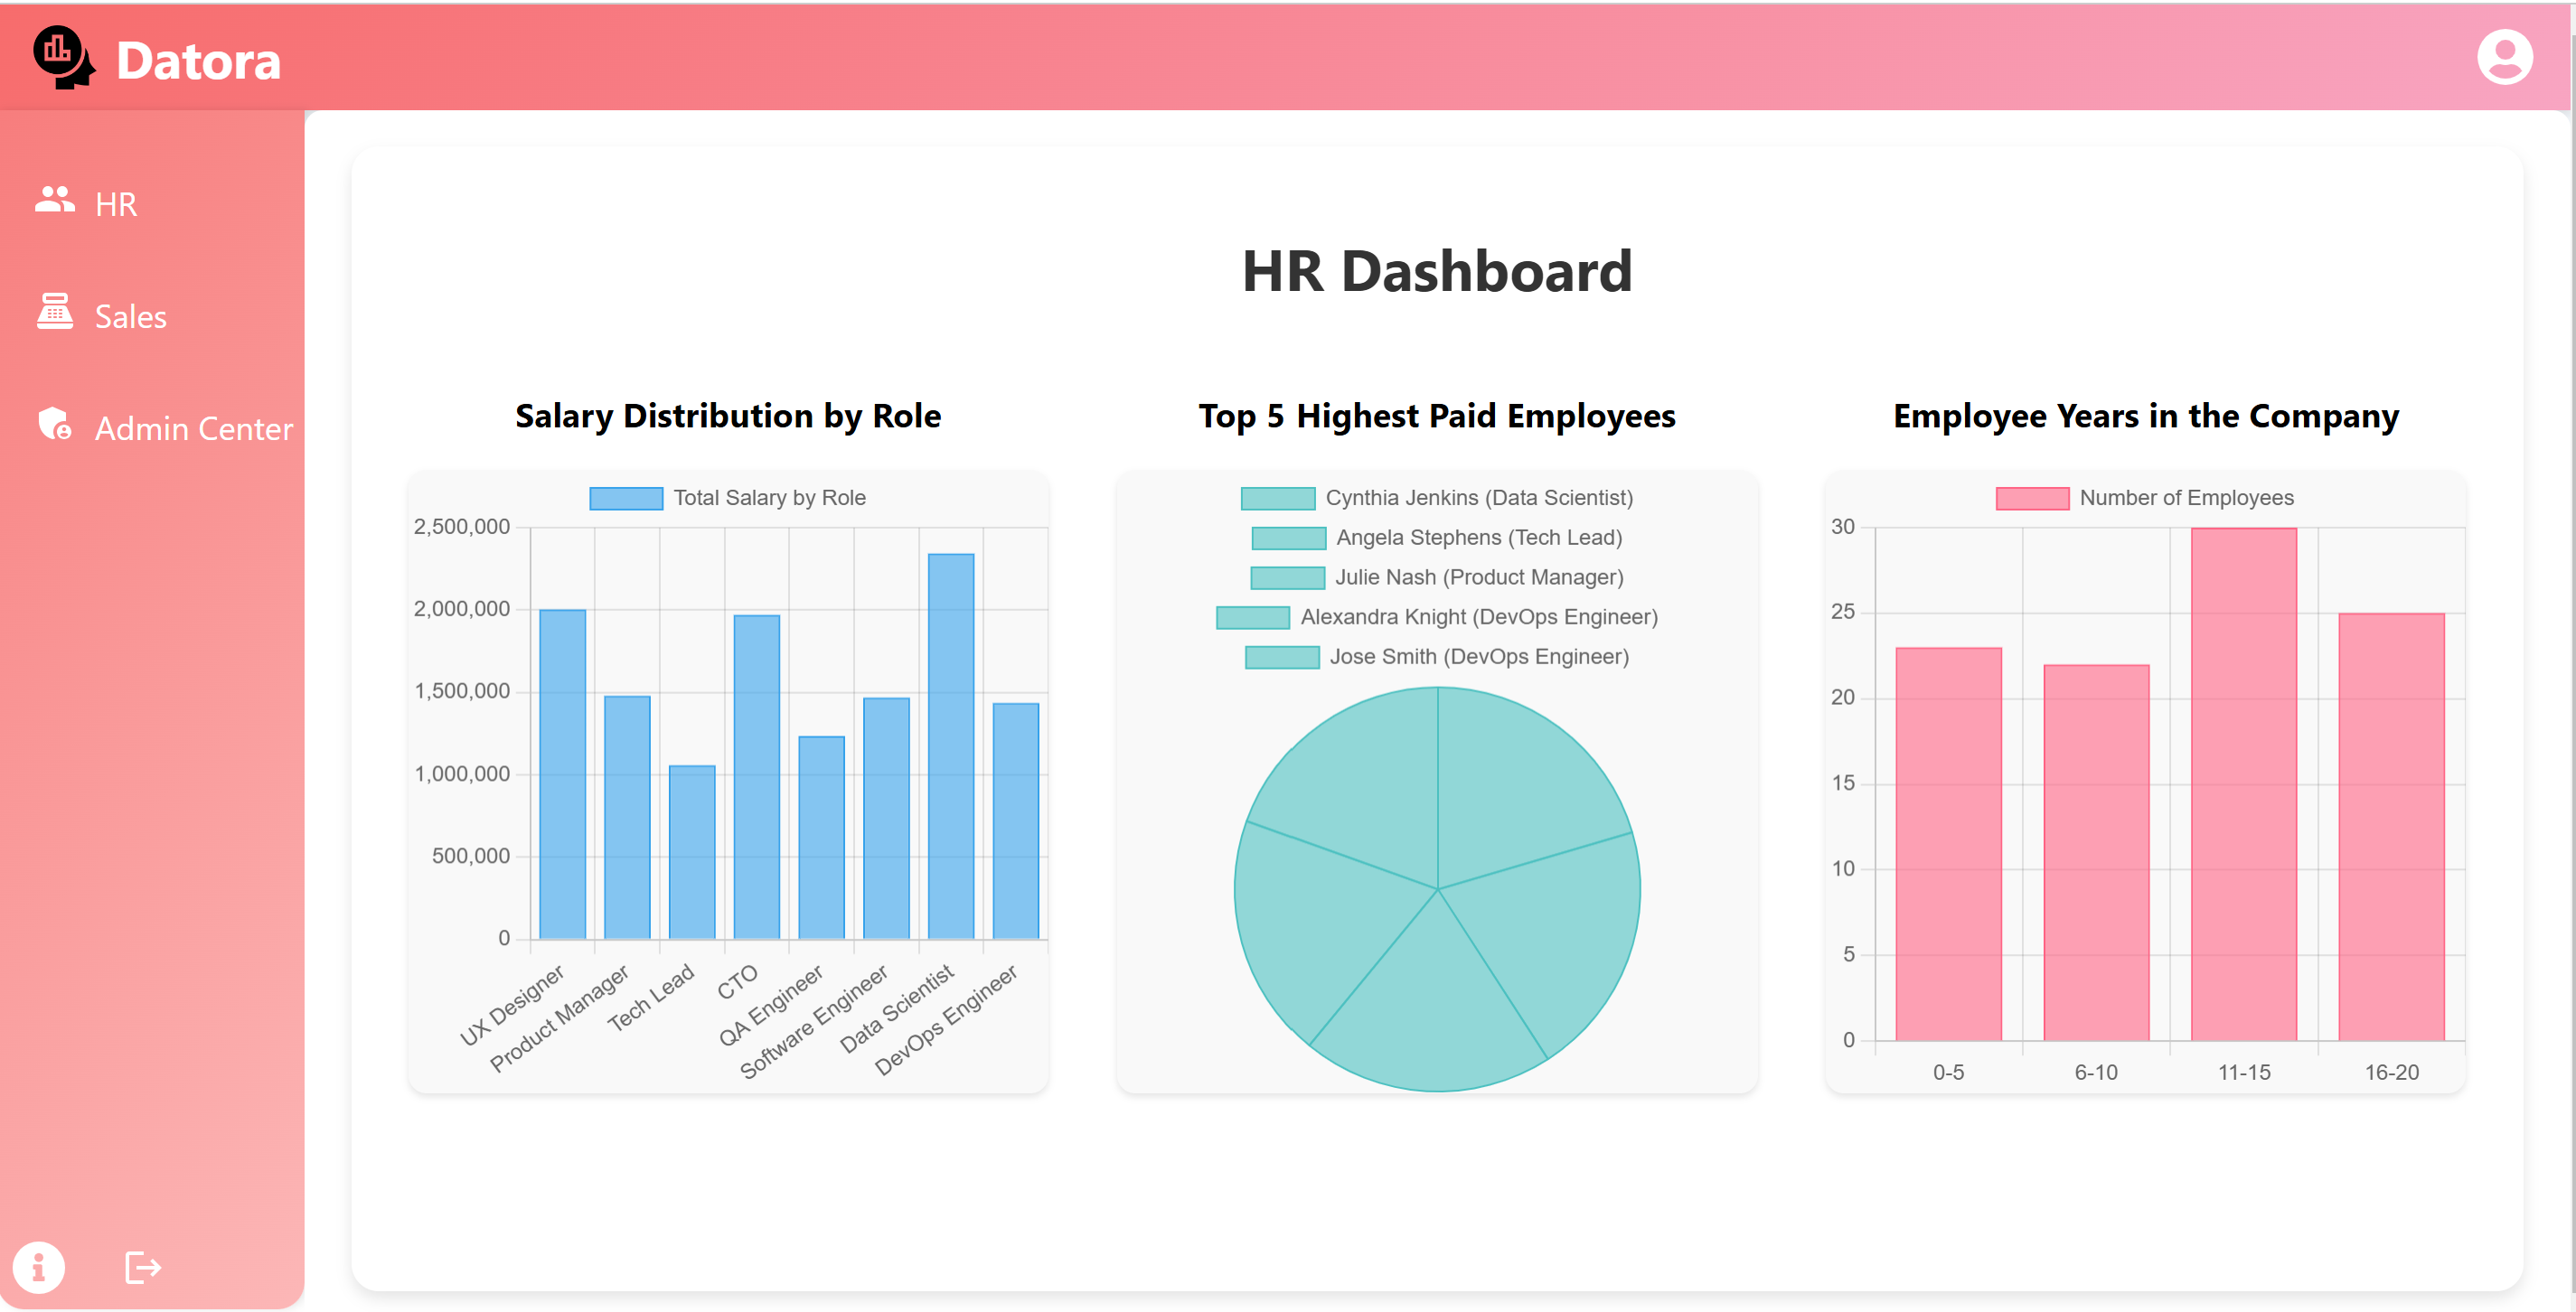 Datora
HR
Sales
Admin Center
HR Dashboard
Salary Distribution by Role
Total Salary by Role
2,500,000
2,000,000
1,500,000
1,000,000
500,000
0
UX Designer
Product Manager
Tech Lead
CTO
QA Engineer
Software Engineer
Data Scientist
DevOps Engineer
Top 5 Highest Paid Employees
Cynthia Jenkins (Data Scientist)
Angela Stephens (Tech Lead)
Julie Nash (Product Manager)
Alexandra Knight (DevOps Engineer)
Jose Smith (DevOps Engineer)
Employee Years in the Company
Number of Employees
30
25
20
15
10
5
0
0-5
6-10
11-15
16-20